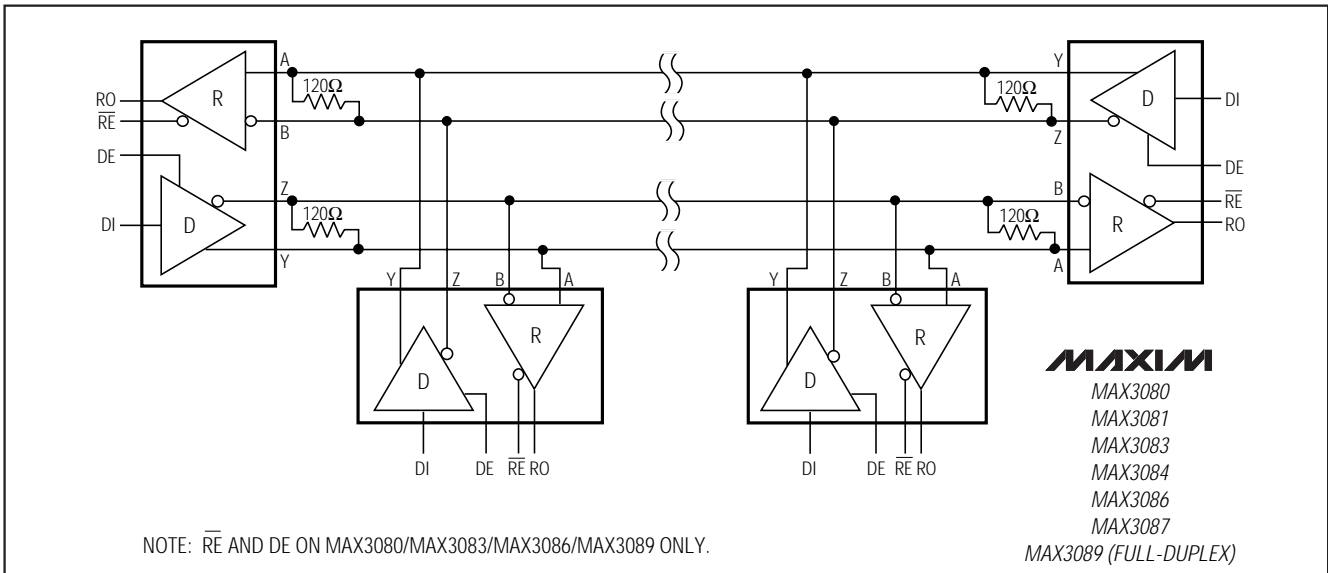 A
Y
120Ω
120Ω
RO
R
D
DI
RE
B
Z
DE
DE
Z
B
RE
120Ω
120Ω
DI
D
R
RO
Y
A
Y
Z
B
A
Y
Z
B
A
R
R
D
D
DI
DE
RE
RO
DI
DE
RE
RO
MAXIM
MAX3080
MAX3081
MAX3083
MAX3084
MAX3086
MAX3087
MAX3089 (FULL-DUPLEX)
NOTE: RE AND DE ON MAX3080/MAX3083/MAX3086/MAX3089 ONLY.